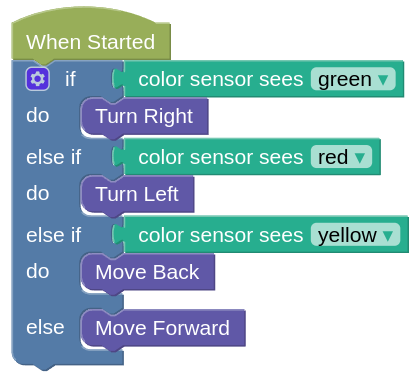 When Started
if color sensor sees green ▼
do Turn Right
else if color sensor sees red ▼
do Turn Left
else if color sensor sees yellow ▼
do Move Back
else Move Forward